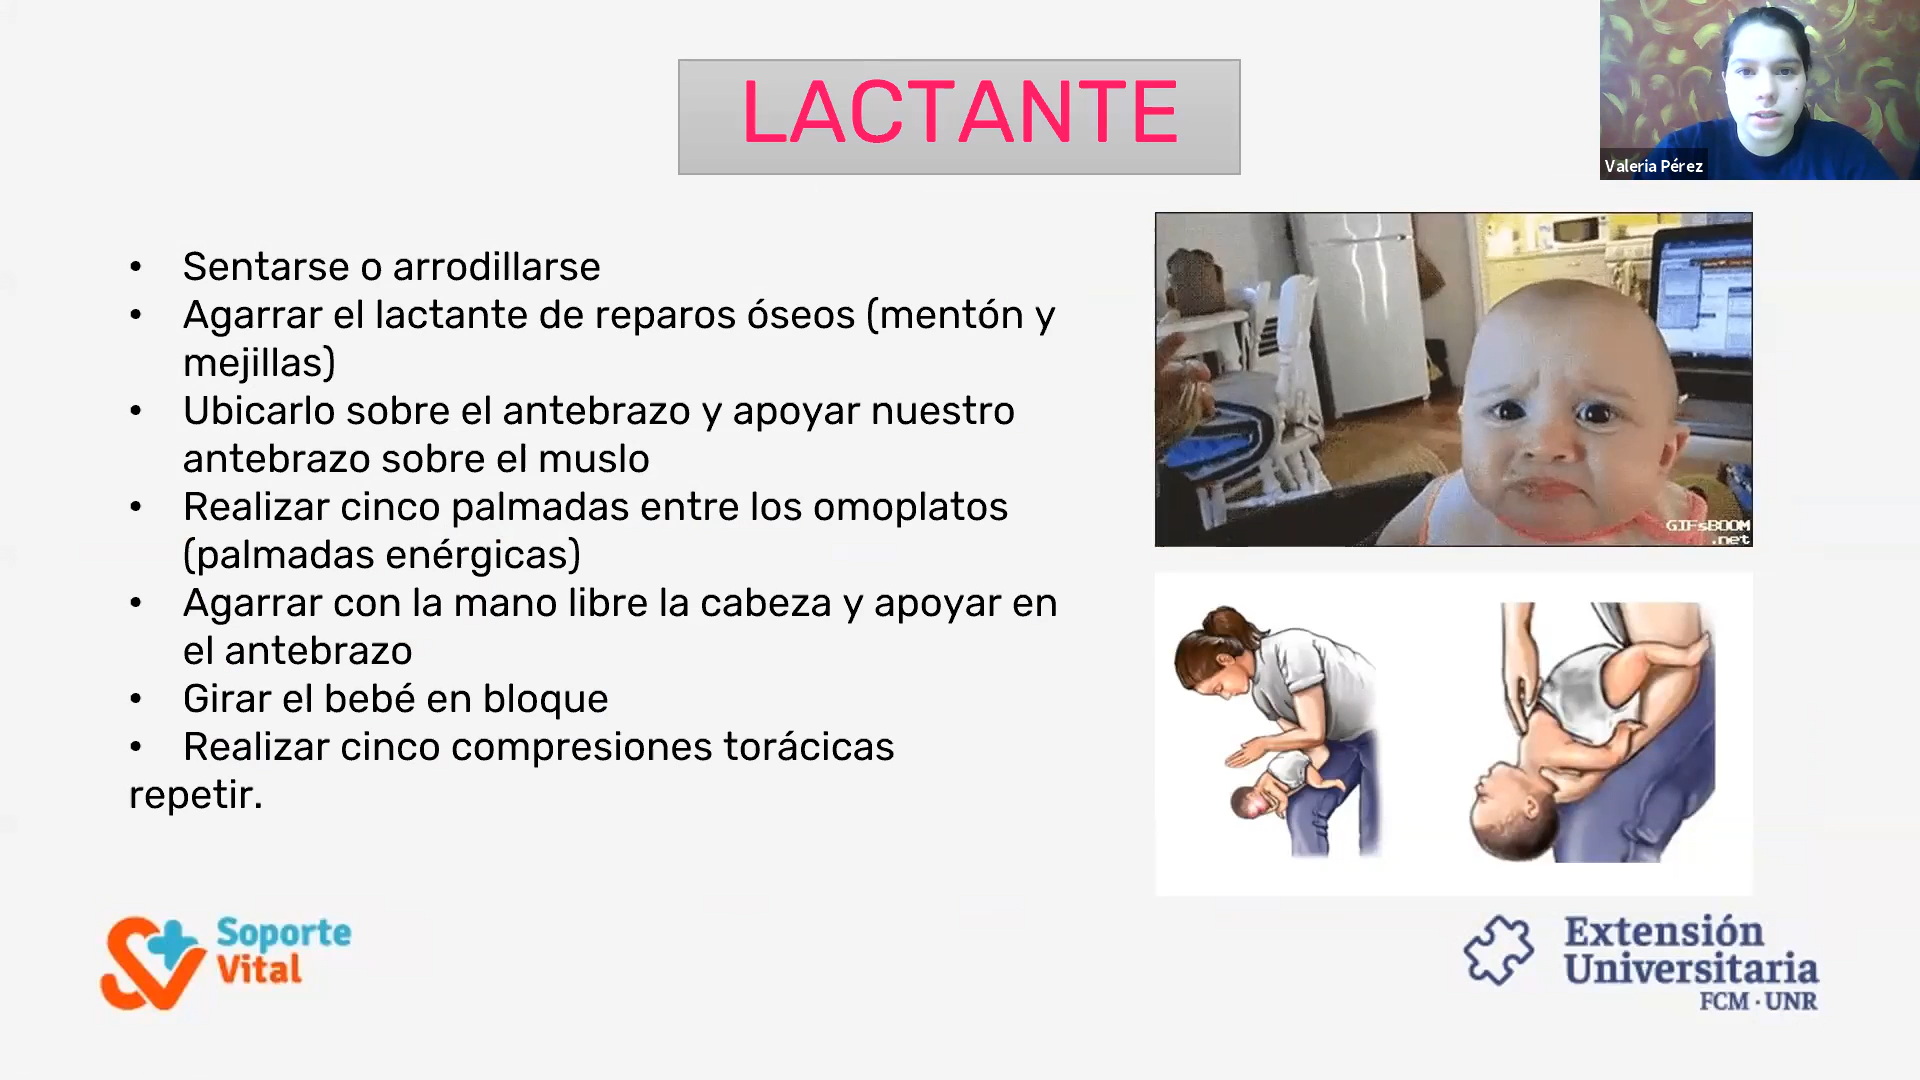 LACTANTE
Valeria Pérez
• Sentarse o arrodillarse
• Agarrar el lactante de reparos óseos (mentón y
mejillas)
• Ubicarlo sobre el antebrazo y apoyar nuestro
antebrazo sobre el muslo
• Realizar cinco palmadas entre los omoplatos
(palmadas enérgicas)
• Agarrar con la mano libre la cabeza y apoyar en
el antebrazo
• Girar el bebé en bloque
• Realizar cinco compresiones torácicas
repetir.
GIFsBOOM
.net
Soporte
Vital
Extensión
Universitaria
FCM · UNR